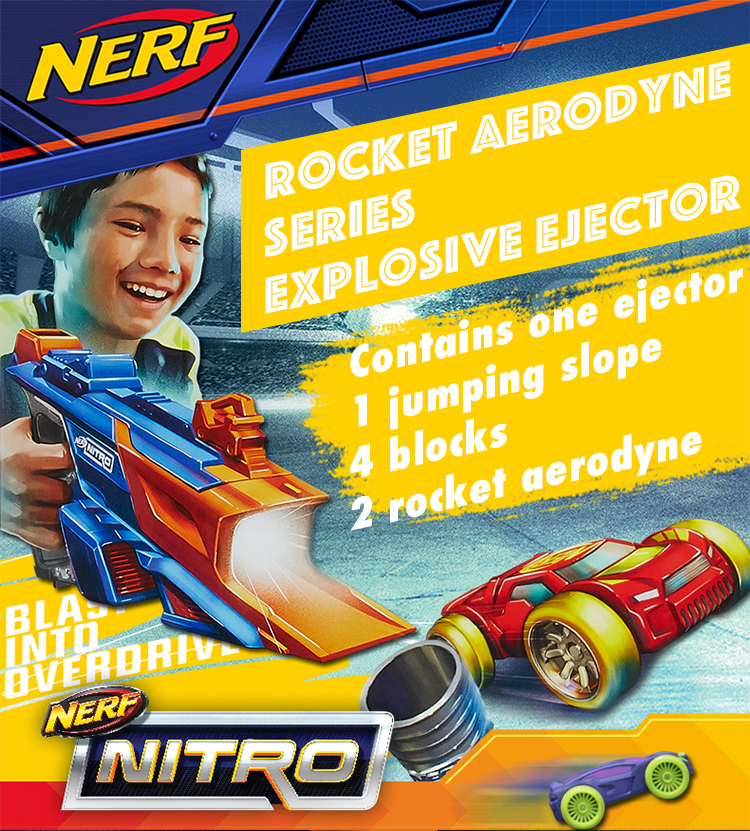 NERF
ROCKET AERODYNE
SERIES
EXPLOSIVE EJECTOR
Contains one ejector
1 jumping slope
4 blocks
2 rocket aerodyne
NERF NITRO
BLAST
INTO
OVERDRIVE
NERF
NITRO